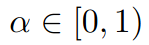 α ∈ [0, 1)